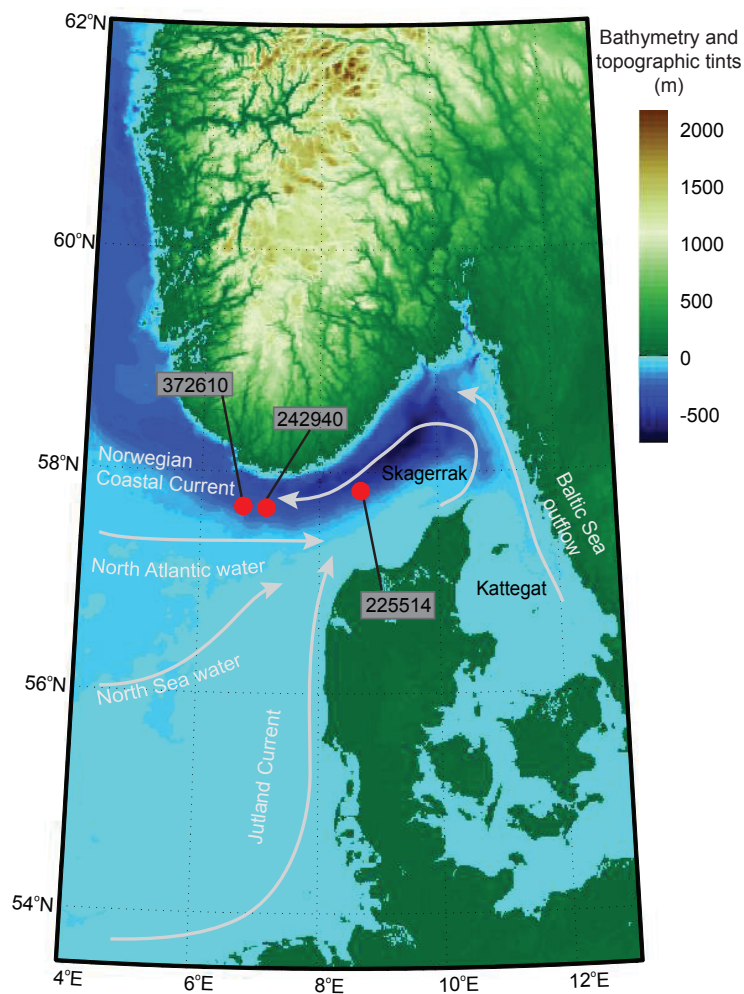 62°N
60°N
58°N
56°N
54°N
4°E
6°E
8°E
10°E
12°E
372610
242940
225514
Norwegian
Coastal Current
Skagerrak
Baltic Sea
outflow
North Atlantic water
Kattegat
North Sea water
Jutland Current
Bathymetry and
topographic tints
(m)
2000
1500
1000
500
0
-500